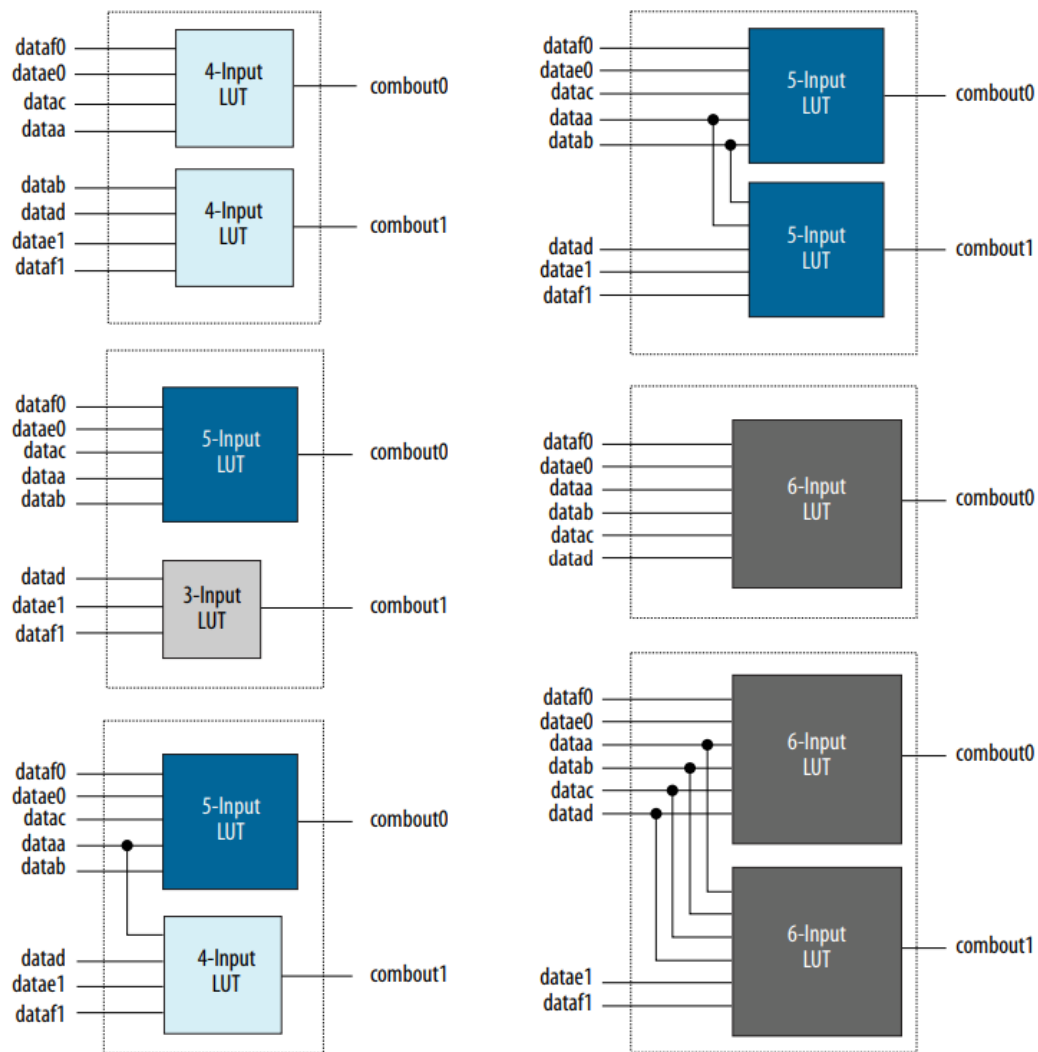 dataf0
datae0
datac
dataa
4-Input
LUT
combout0
datab
datad
datae1
dataf1
4-Input
LUT
combout1
dataf0
datae0
datac
dataa
datab
5-Input
LUT
combout0
datad
datae1
dataf1
3-Input
LUT
combout1
dataf0
datae0
datac
dataa
datab
5-Input
LUT
combout0
datad
datae1
dataf1
4-Input
LUT
combout1
dataf0
datae0
datac
dataa
datab
5-Input
LUT
combout0
datad
datae1
dataf1
5-Input
LUT
combout1
dataf0
datae0
dataa
datab
datac
datad
6-Input
LUT
combout0
dataf0
datae0
dataa
datab
datac
datad
6-Input
LUT
combout0
datae1
dataf1
6-Input
LUT
combout1